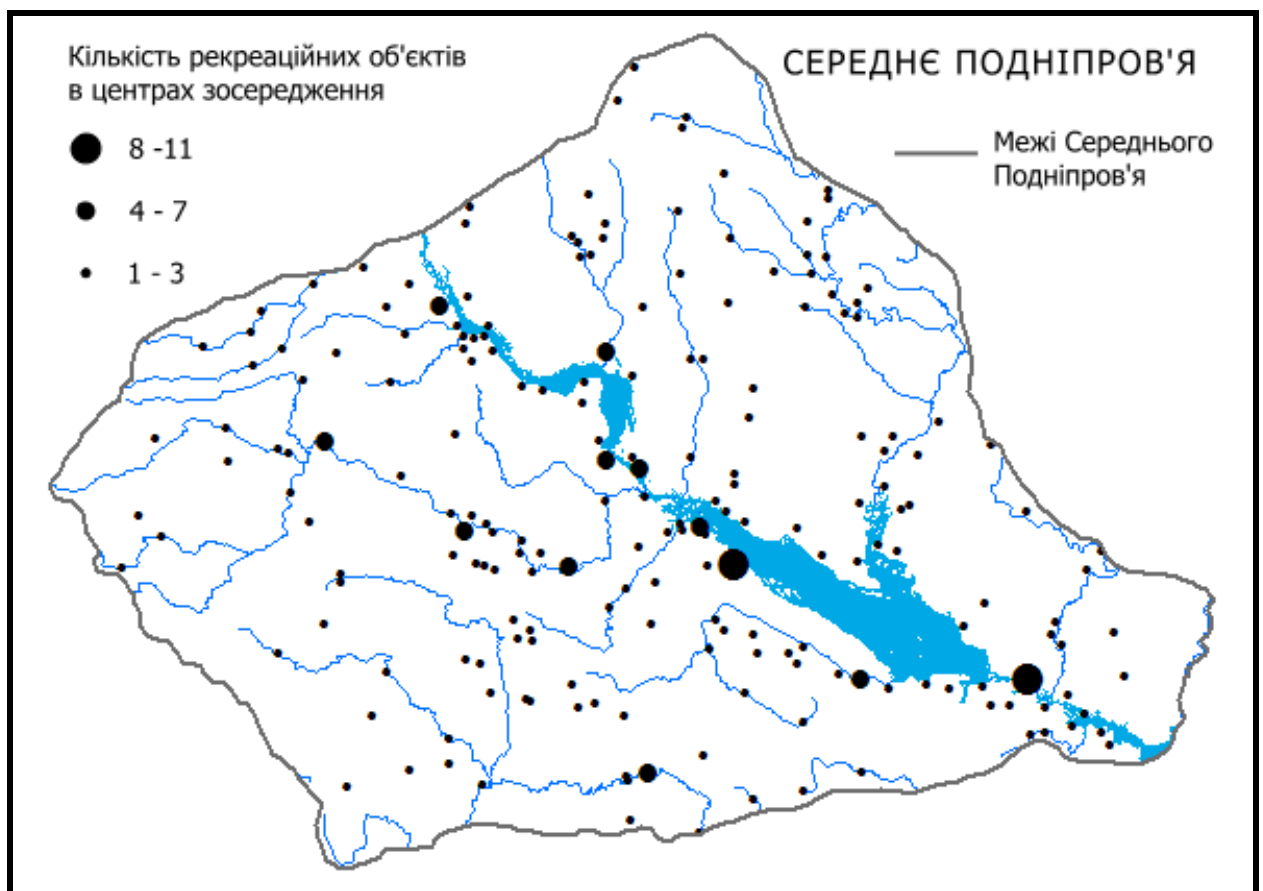 Кількість рекреаційних об'єктів
в центрах зосередження
8 -11
4 - 7
1 - 3
СЕРЕДНЄ ПОДНІПРОВ'Я
Межі Середнього
Подніпров'я